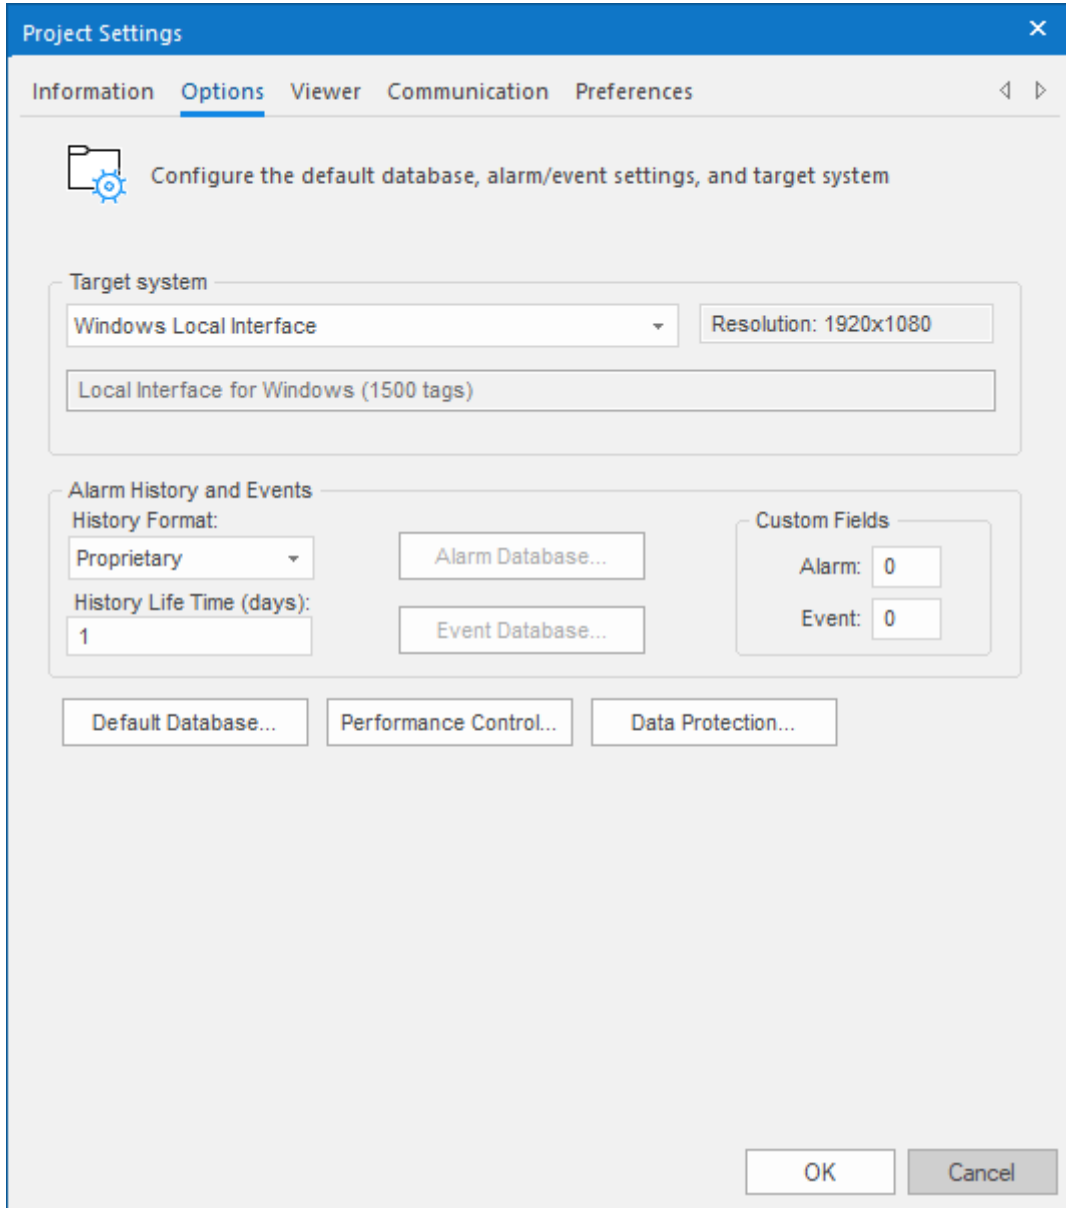 Project Settings
Information Options Viewer Communication Preferences
Configure the default database, alarm/event settings, and target system
Target system
Windows Local Interface
Resolution: 1920x1080
Local Interface for Windows (1500 tags)
Alarm History and Events
History Format:
Proprietary
Alarm Database...
History Life Time (days):
1
Event Database...
Custom Fields
Alarm: 0
Event: 0
Default Database... Performance Control... Data Protection...
OK Cancel